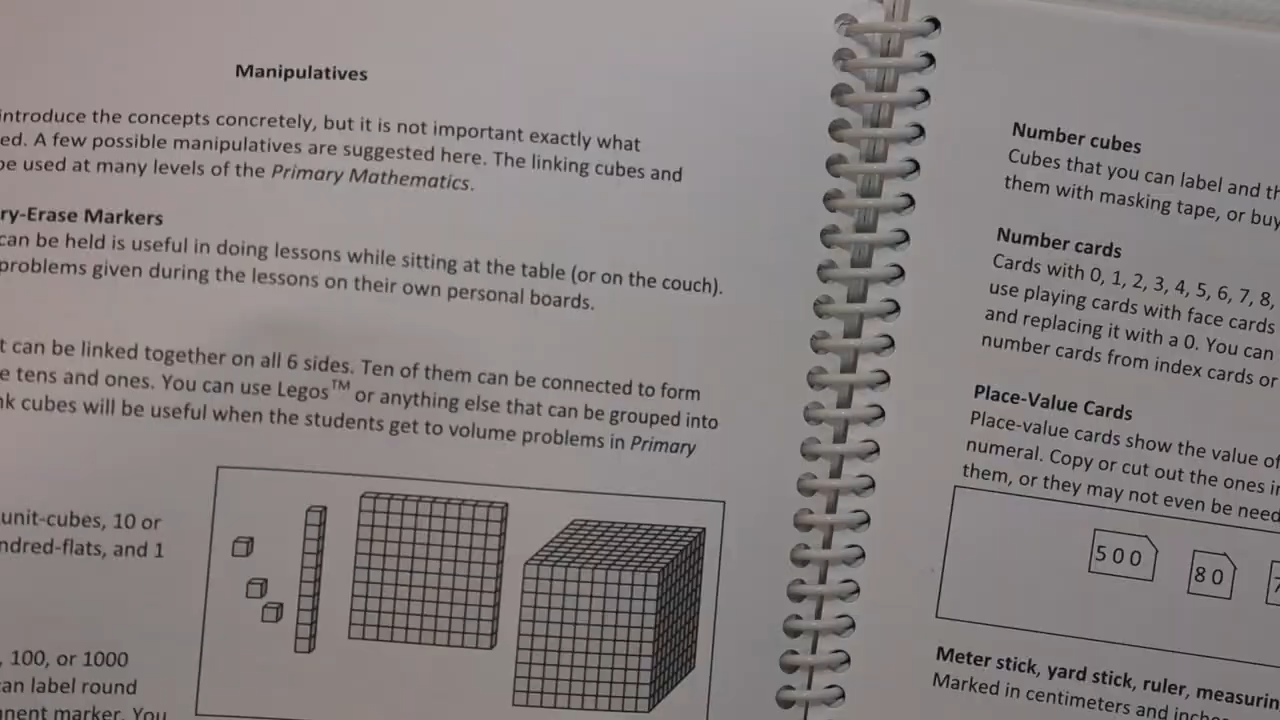 Manipulatives
introduce the concepts concretely, but it is not important exactly what
ed. A few possible manipulatives are suggested here. The linking cubes and
be used at many levels of the Primary Mathematics.
ry-Erase Markers
can be held is useful in doing lessons while sitting at the table (or on the couch).
problems given during the lessons on their own personal boards.
t can be linked together on all 6 sides. Ten of them can be connected to form
e tens and ones. You can use Legos™ or anything else that can be grouped into
nk cubes will be useful when the students get to volume problems in Primary
unit-cubes, 10 or
ndred-flats, and 1
, 100, or 1000
an label round
nent marker. You
Number cubes
Cubes that you can label and th
them with masking tape, or buy
Number cards
Cards with 0, 1, 2, 3, 4, 5, 6, 7, 8,
use playing cards with face cards
and replacing it with a 0. You can
number cards from index cards or
Place-Value Cards
Place-value cards show the value of
numeral. Copy or cut out the ones in
them, or they may not even be need
500
80
Meter stick, yard stick, ruler, measurin
Marked in centimeters and inches